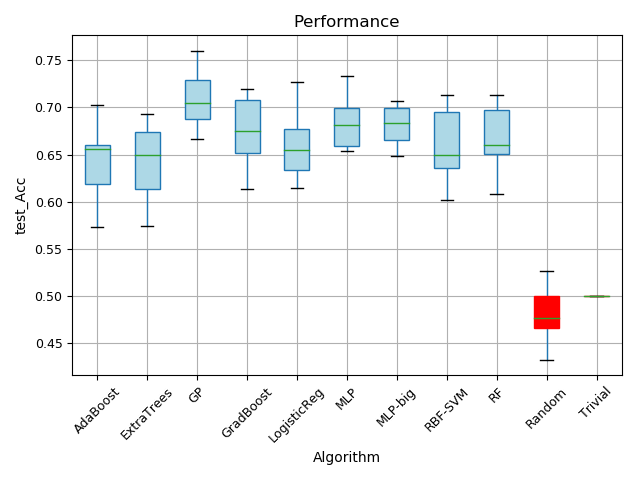 Performance
test_Acc
0.75
0.70
0.65
0.60
0.55
0.50
0.45
AdaBoost
ExtraTrees
GP
GradBoost
LogisticReg
MLP
MLP-big
RBF-SVM
RF
Random
Trivial
Algorithm